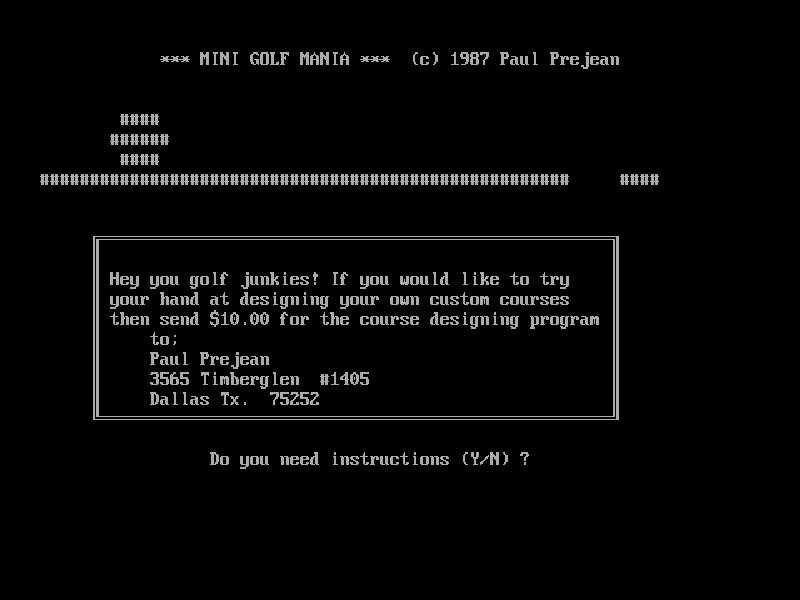 *** MINI GOLF MANIA ***  (c) 1987 Paul Prejean
####
######
####
#####################################################     ####
Hey you golf junkies! If you would like to try
your hand at designing your own custom courses
then send $10.00 for the course designing program
to;
Paul Prejean
3565 Timberglen  #1405
Dallas Tx.  75252
Do you need instructions (Y/N) ?